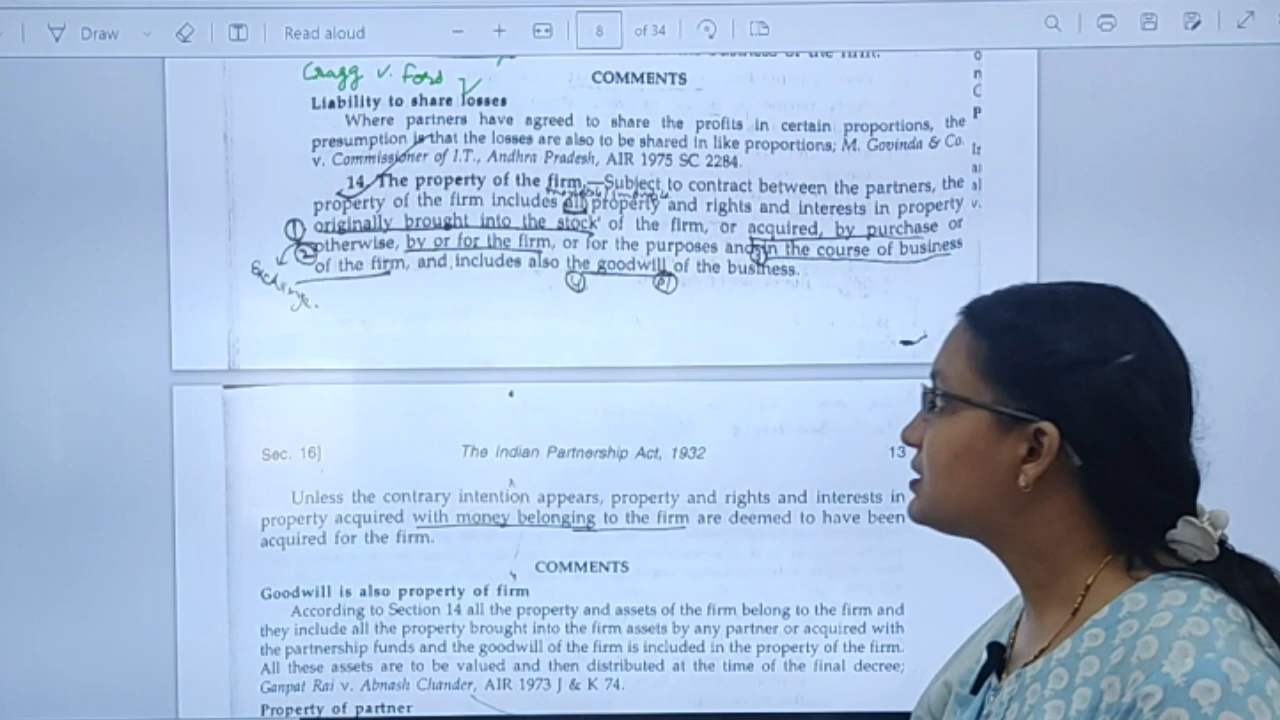 Draw
Read aloud
8
of 34
Cragg v. Ford
COMMENTS
Liability to share losses
Where partners have agreed to share the profits in certain proportions, the
presumption is that the losses are also to be shared in like proportions; M. Govinda & Co.
v. Commissioner of I.T., Andhra Pradesh, AIR 1975 SC 2284.
14. The property of the firm.—Subject to contract between the partners, the
property of the firm includes all property and rights and interests in property
originally brought into the stock of the firm, or acquired, by purchase or
otherwise, by or for the firm, or for the purposes and in the course of business
of the firm, and includes also the goodwill of the business.
Exchange.
Sec. 16]
The Indian Partnership Act, 1932
13
Unless the contrary intention appears, property and rights and interests in
property acquired with money belonging to the firm are deemed to have been
acquired for the firm.
COMMENTS
Goodwill is also property of firm
According to Section 14 all the property and assets of the firm belong to the firm and
they include all the property brought into the firm assets by any partner or acquired with
the partnership funds and the goodwill of the firm is included in the property of the firm.
All these assets are to be valued and then distributed at the time of the final decree;
Ganpat Rai v. Abnash Chander, AIR 1973 J & K 74.
Property of partner